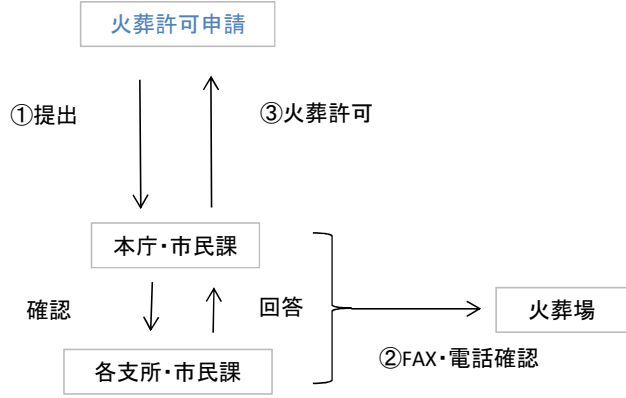 火葬許可申請
①提出
③火葬許可
本庁・市民課
確認
回答
火葬場
②FAX・電話確認
各支所・市民課